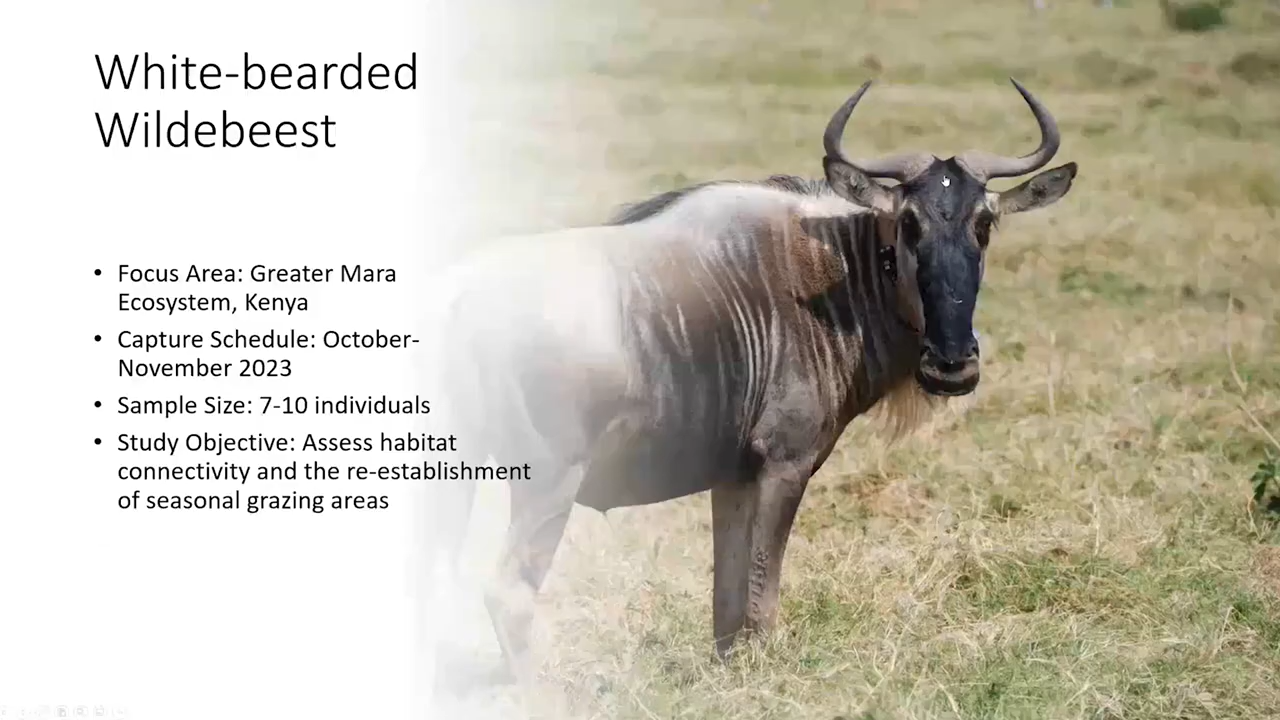 White-bearded
Wildebeest
• Focus Area: Greater Mara
Ecosystem, Kenya
• Capture Schedule: October-
November 2023
• Sample Size: 7-10 individuals
• Study Objective: Assess habitat
connectivity and the re-establishment
of seasonal grazing areas